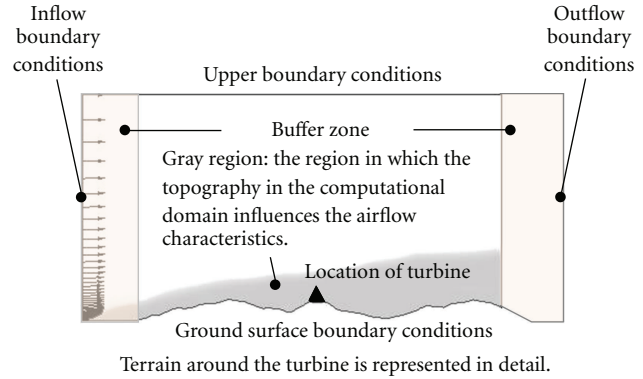 Inflow
boundary
conditions
Outflow
boundary
conditions
Upper boundary conditions
Buffer zone
Gray region: the region in which the
topography in the computational
domain influences the airflow
characteristics.
Location of turbine
Ground surface boundary conditions
Terrain around the turbine is represented in detail.